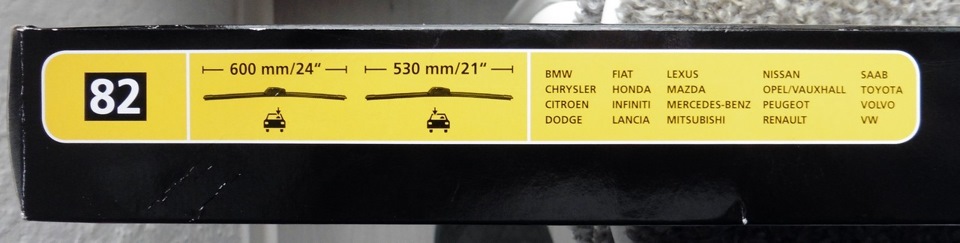 82
600 mm/24“
530 mm/21“
BMW
CHRYSLER
CITROEN
DODGE
FIAT
HONDA
INFINITI
LANCIA
LEXUS
MAZDA
MERCEDES-BENZ
MITSUBISHI
NISSAN
OPEL/VAUXHALL
PEUGEOT
RENAULT
SAAB
TOYOTA
VOLVO
VW